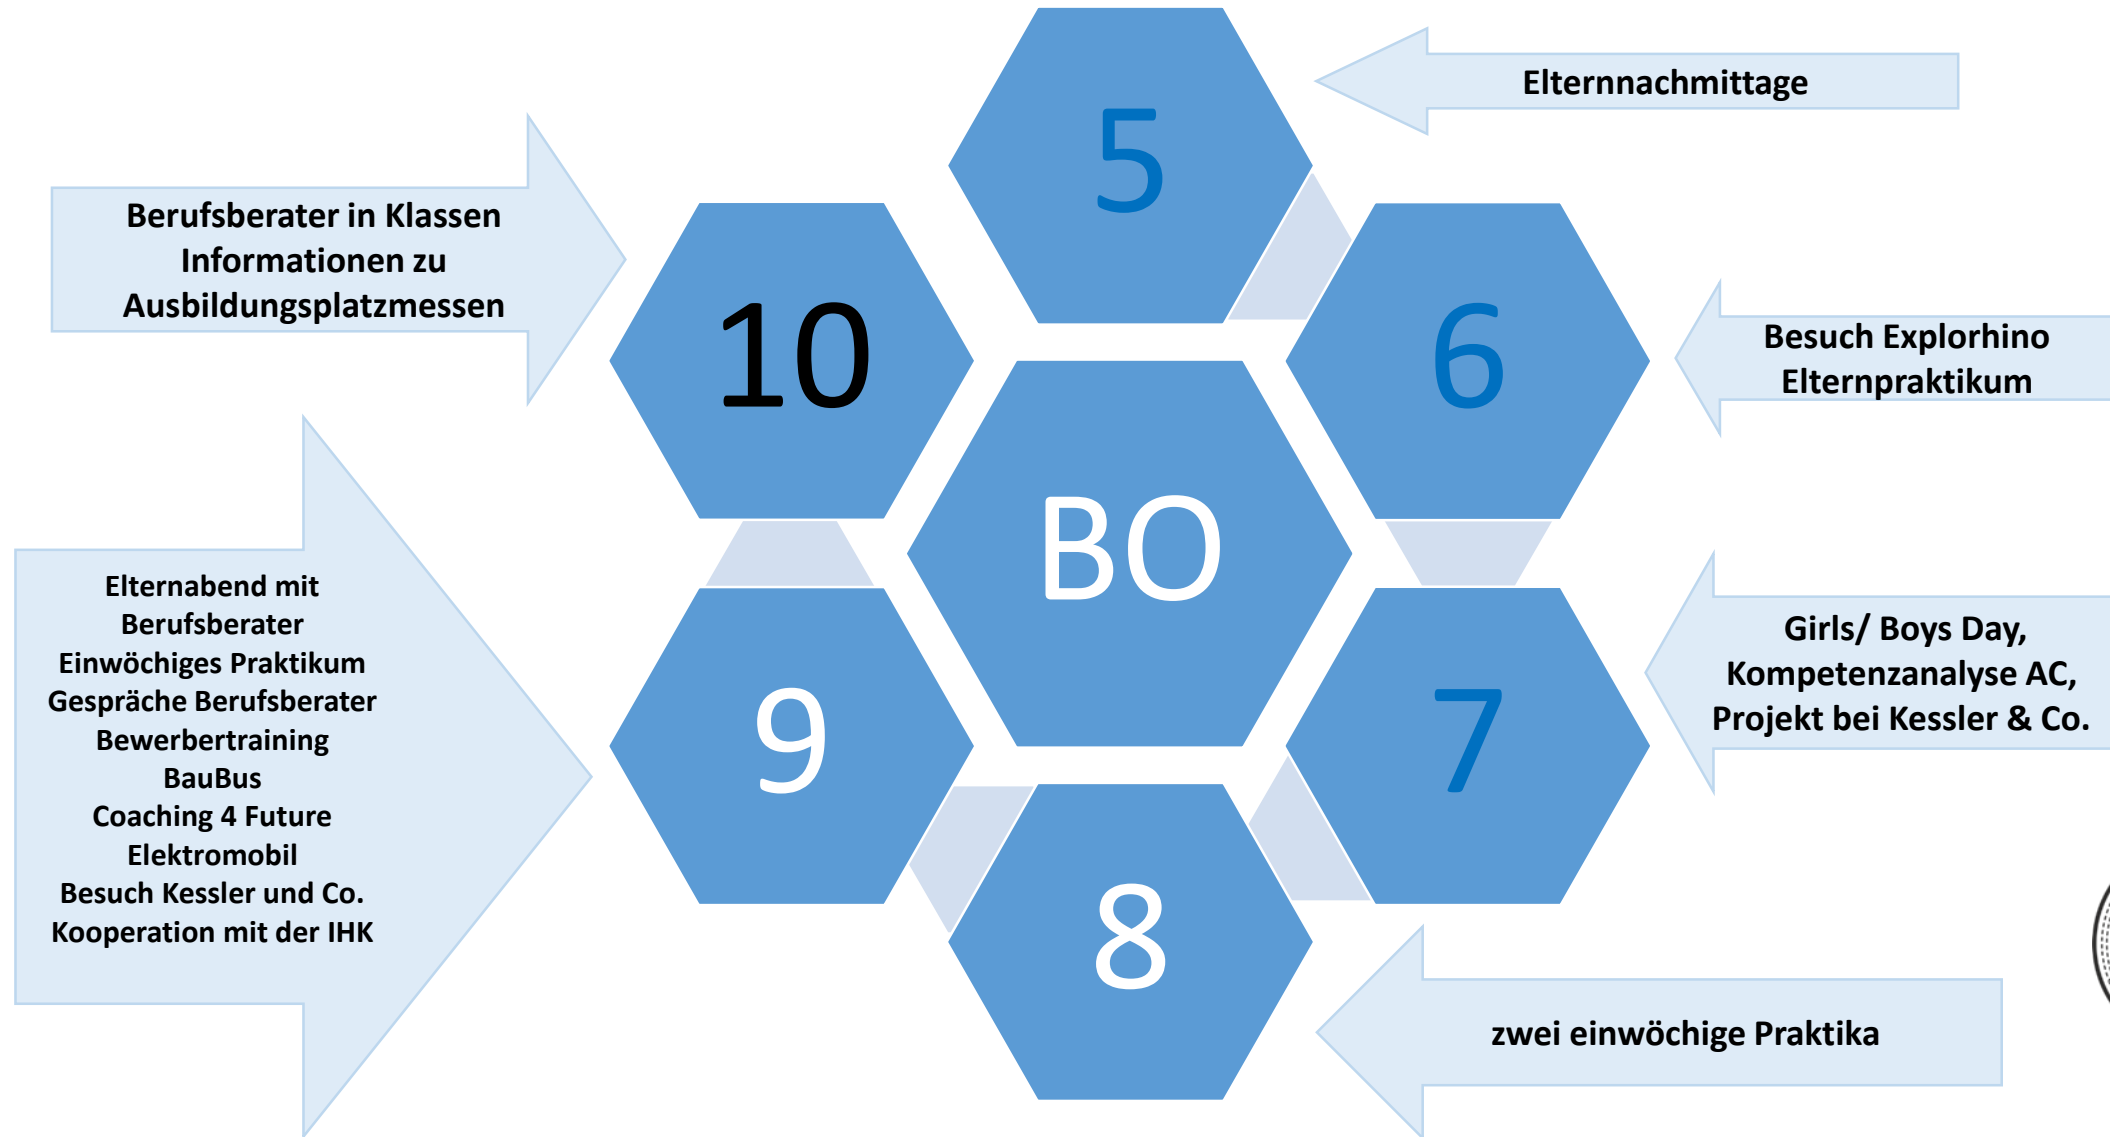 5
Elternnachmittage
Berufsberater in Klassen
Informationen zu
Ausbildungsplatzmessen
10
6
Besuch Explorhino
Elternpraktikum
BO
Elternabend mit
Berufsberater
Einwöchiges Praktikum
Gespräche Berufsberater
Bewerbertraining
BauBus
Coaching 4 Future
Elektromobil
Besuch Kessler und Co.
Kooperation mit der IHK
9
7
Girls/ Boys Day,
Kompetenzanalyse AC,
Projekt bei Kessler & Co.
8
zwei einwöchige Praktika